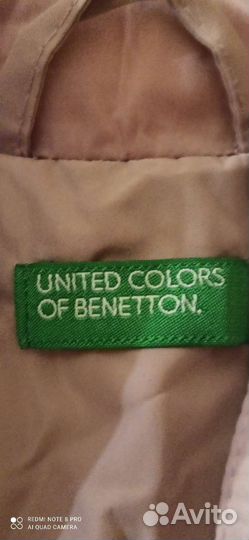 UNITED COLORS
OF BENETTON.
REDMI NOTE 8 PRO
AI QUAD CAMERA
Avito